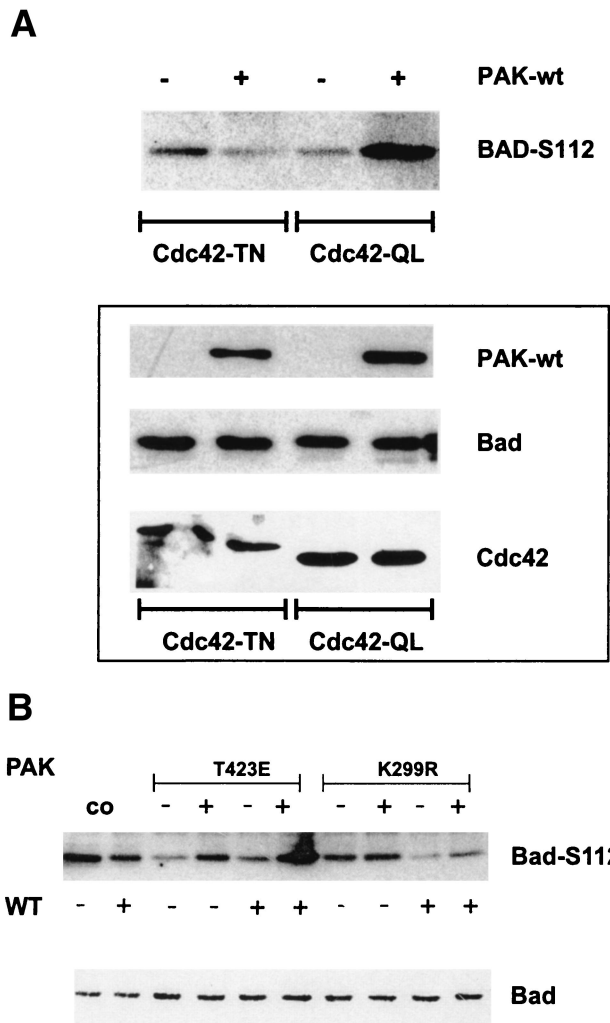 A
- + - + PAK-wt
BAD-S112
Cdc42-TN Cdc42-QL
PAK-wt
Bad
Cdc42
Cdc42-TN Cdc42-QL
B
PAK T423E K299R
co - + - + - + - +
Bad-S112
WT - + - - + + - - + +
Bad